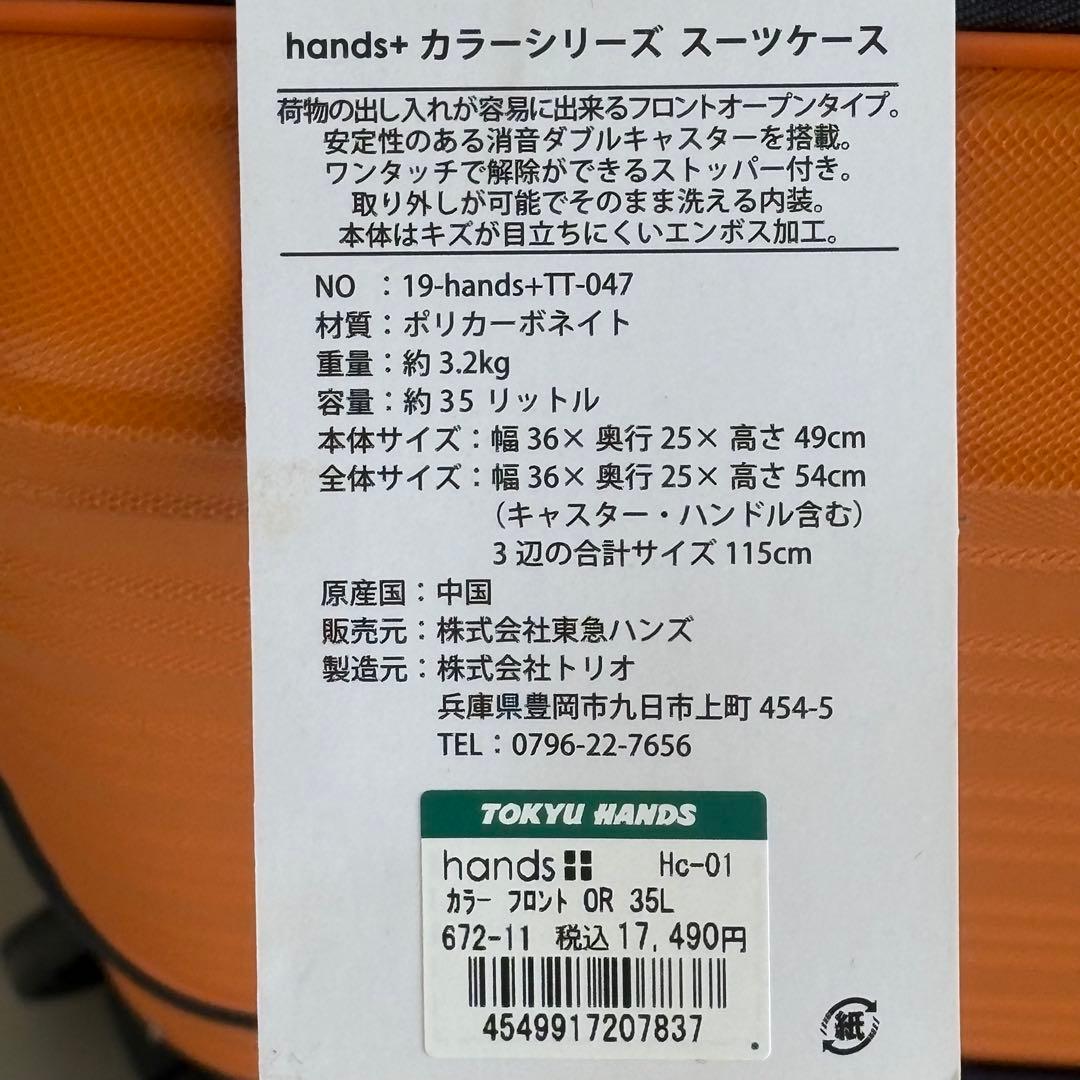 hands+ カラーシリーズ スーツケース
荷物の出し入れが容易に出来るフロントオープンタイプ。
安定性のある消音ダブルキャスターを搭載。
ワンタッチで解除ができるストッパー付き。
取り外しが可能でそのまま洗える内装。
本体はキズが目立ちにくいエンボス加工。
NO ：19-hands+TT-047
材質：ポリカーボネイト
重量：約 3.2kg
容量：約 35 リットル
本体サイズ：幅 36× 奥行 25× 高さ 49cm
全体サイズ：幅 36× 奥行 25× 高さ 54cm
（キャスター・ハンドル含む）
3 辺の合計サイズ 115cm
原産国：中国
販売元：株式会社東急ハンズ
製造元：株式会社トリオ
兵庫県豊岡市九日市上町 454-5
TEL：0796-22-7656
TOKYU HANDS
hands Hc-01
ｶﾗｰ ﾌﾛﾝﾄ OR 35L
672-11 税込 17,490円
4549917207837
紙